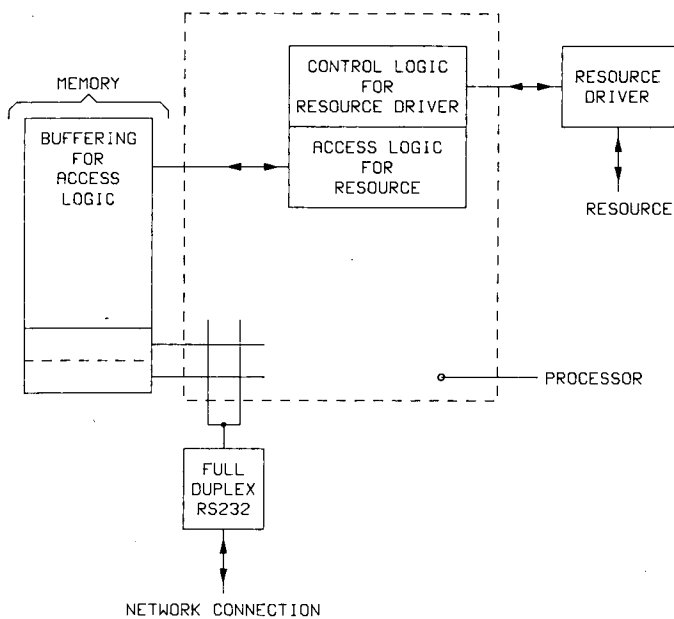 MEMORY
BUFFERING
FOR
ACCESS
LOGIC
CONTROL LOGIC
FOR
RESOURCE DRIVER
ACCESS LOGIC
FOR
RESOURCE
RESOURCE
DRIVER
RESOURCE
PROCESSOR
FULL
DUPLEX
RS232
NETWORK CONNECTION